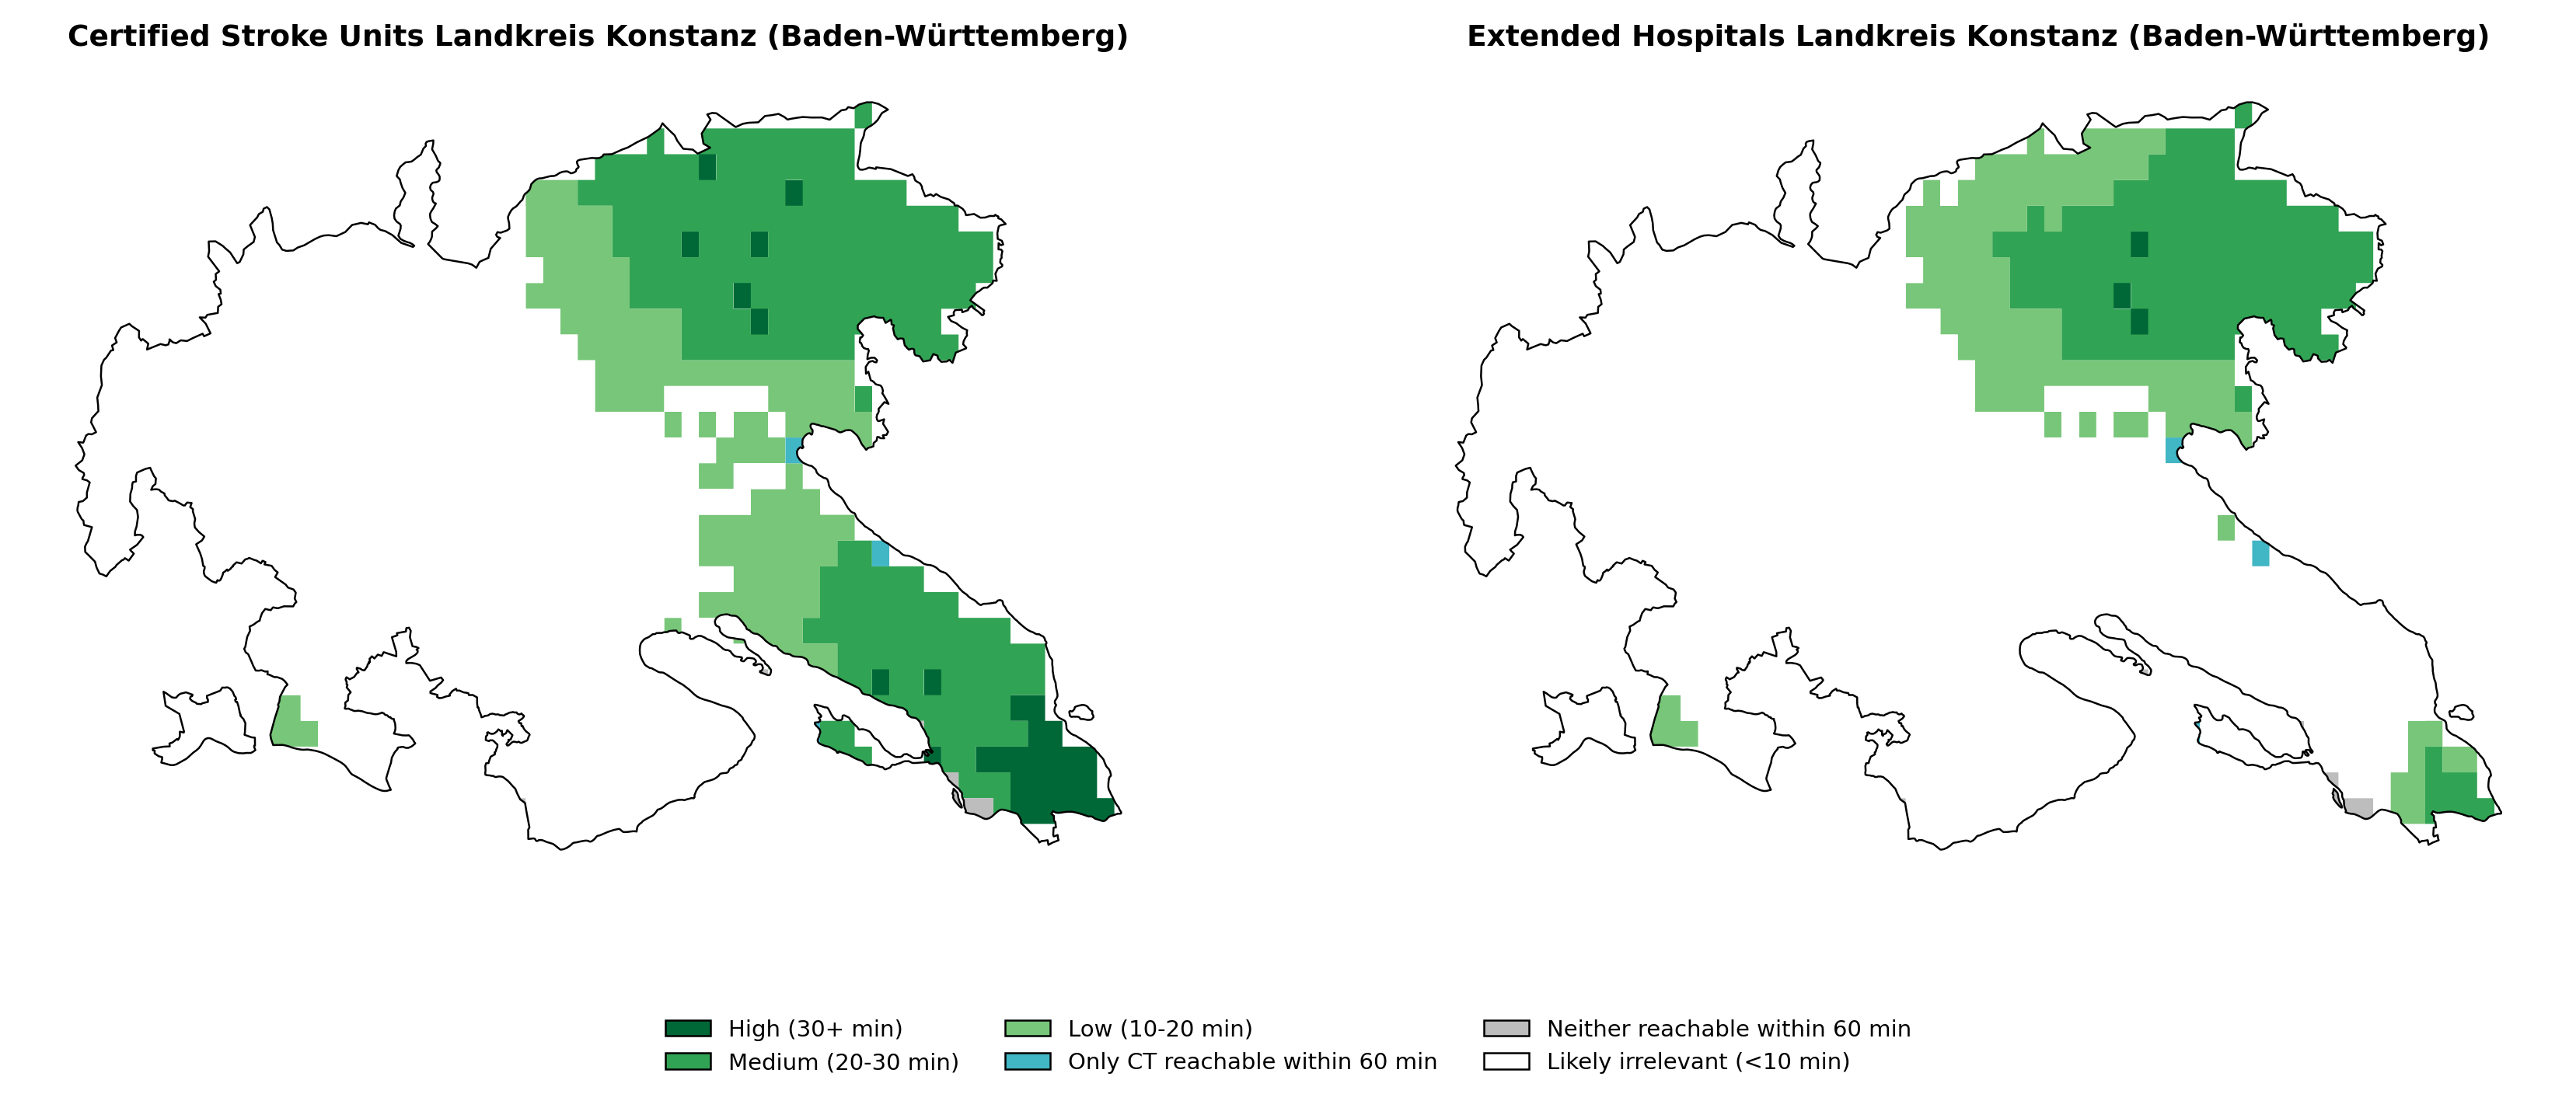 Certified Stroke Units Landkreis Konstanz (Baden-Württemberg)
Extended Hospitals Landkreis Konstanz (Baden-Württemberg)
High (30+ min)
Medium (20-30 min)
Low (10-20 min)
Only CT reachable within 60 min
Neither reachable within 60 min
Likely irrelevant (<10 min)